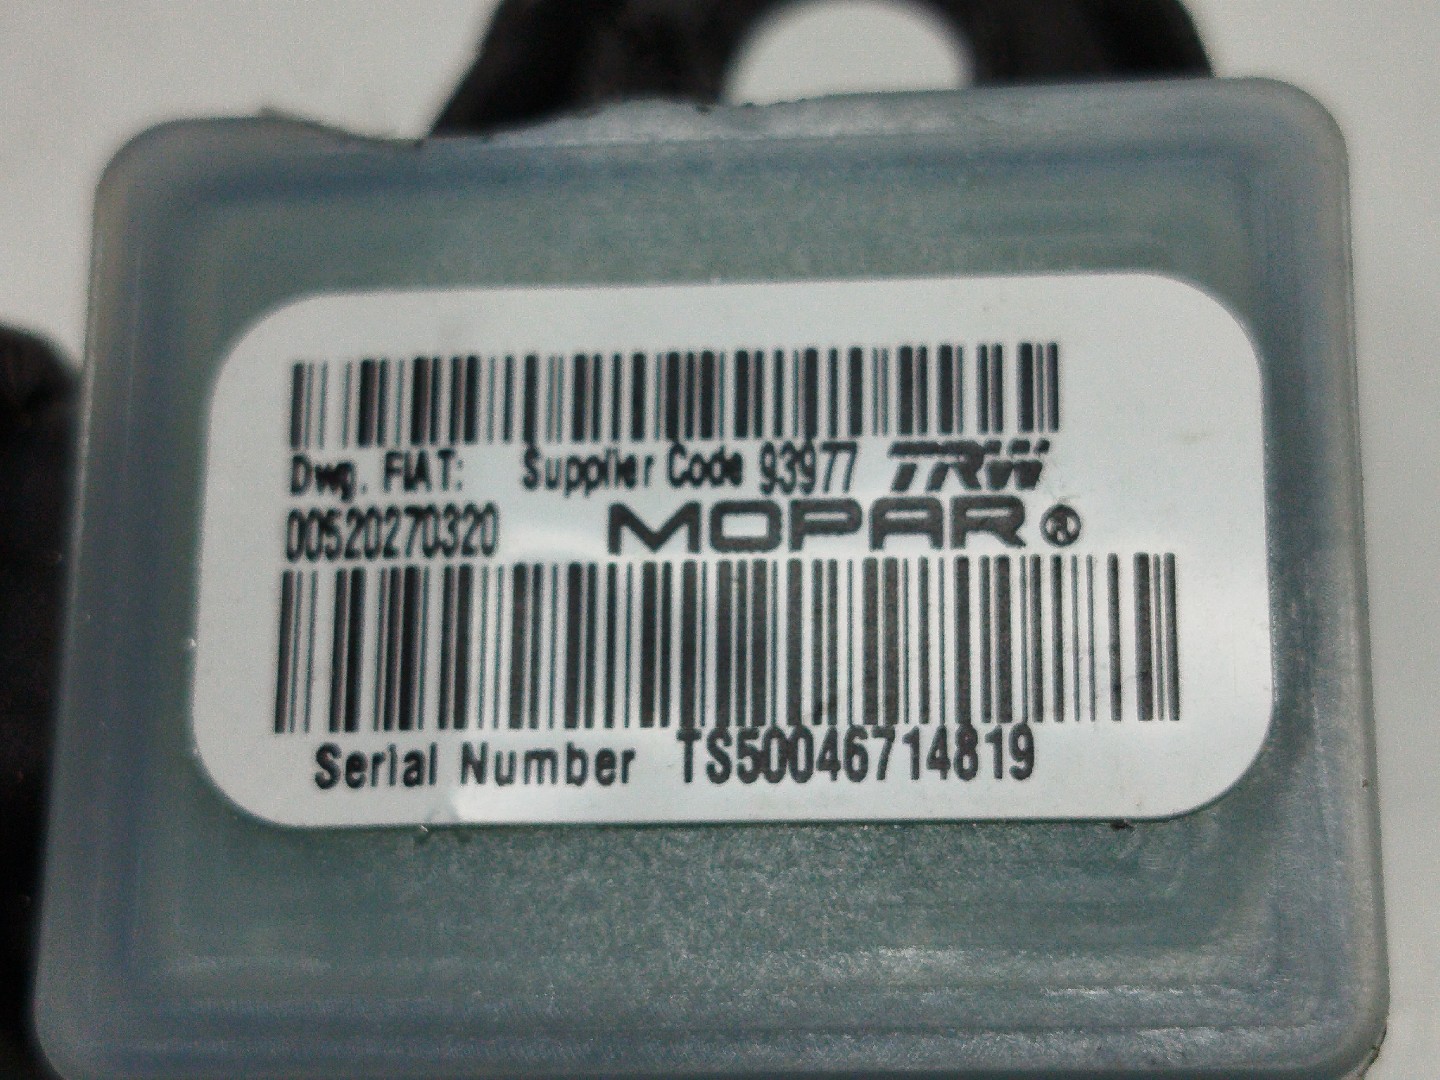 Dwg. FIAT: Supplier Code 93977 TRW
00520270320 MOPAR®
Serial Number TS50046714819